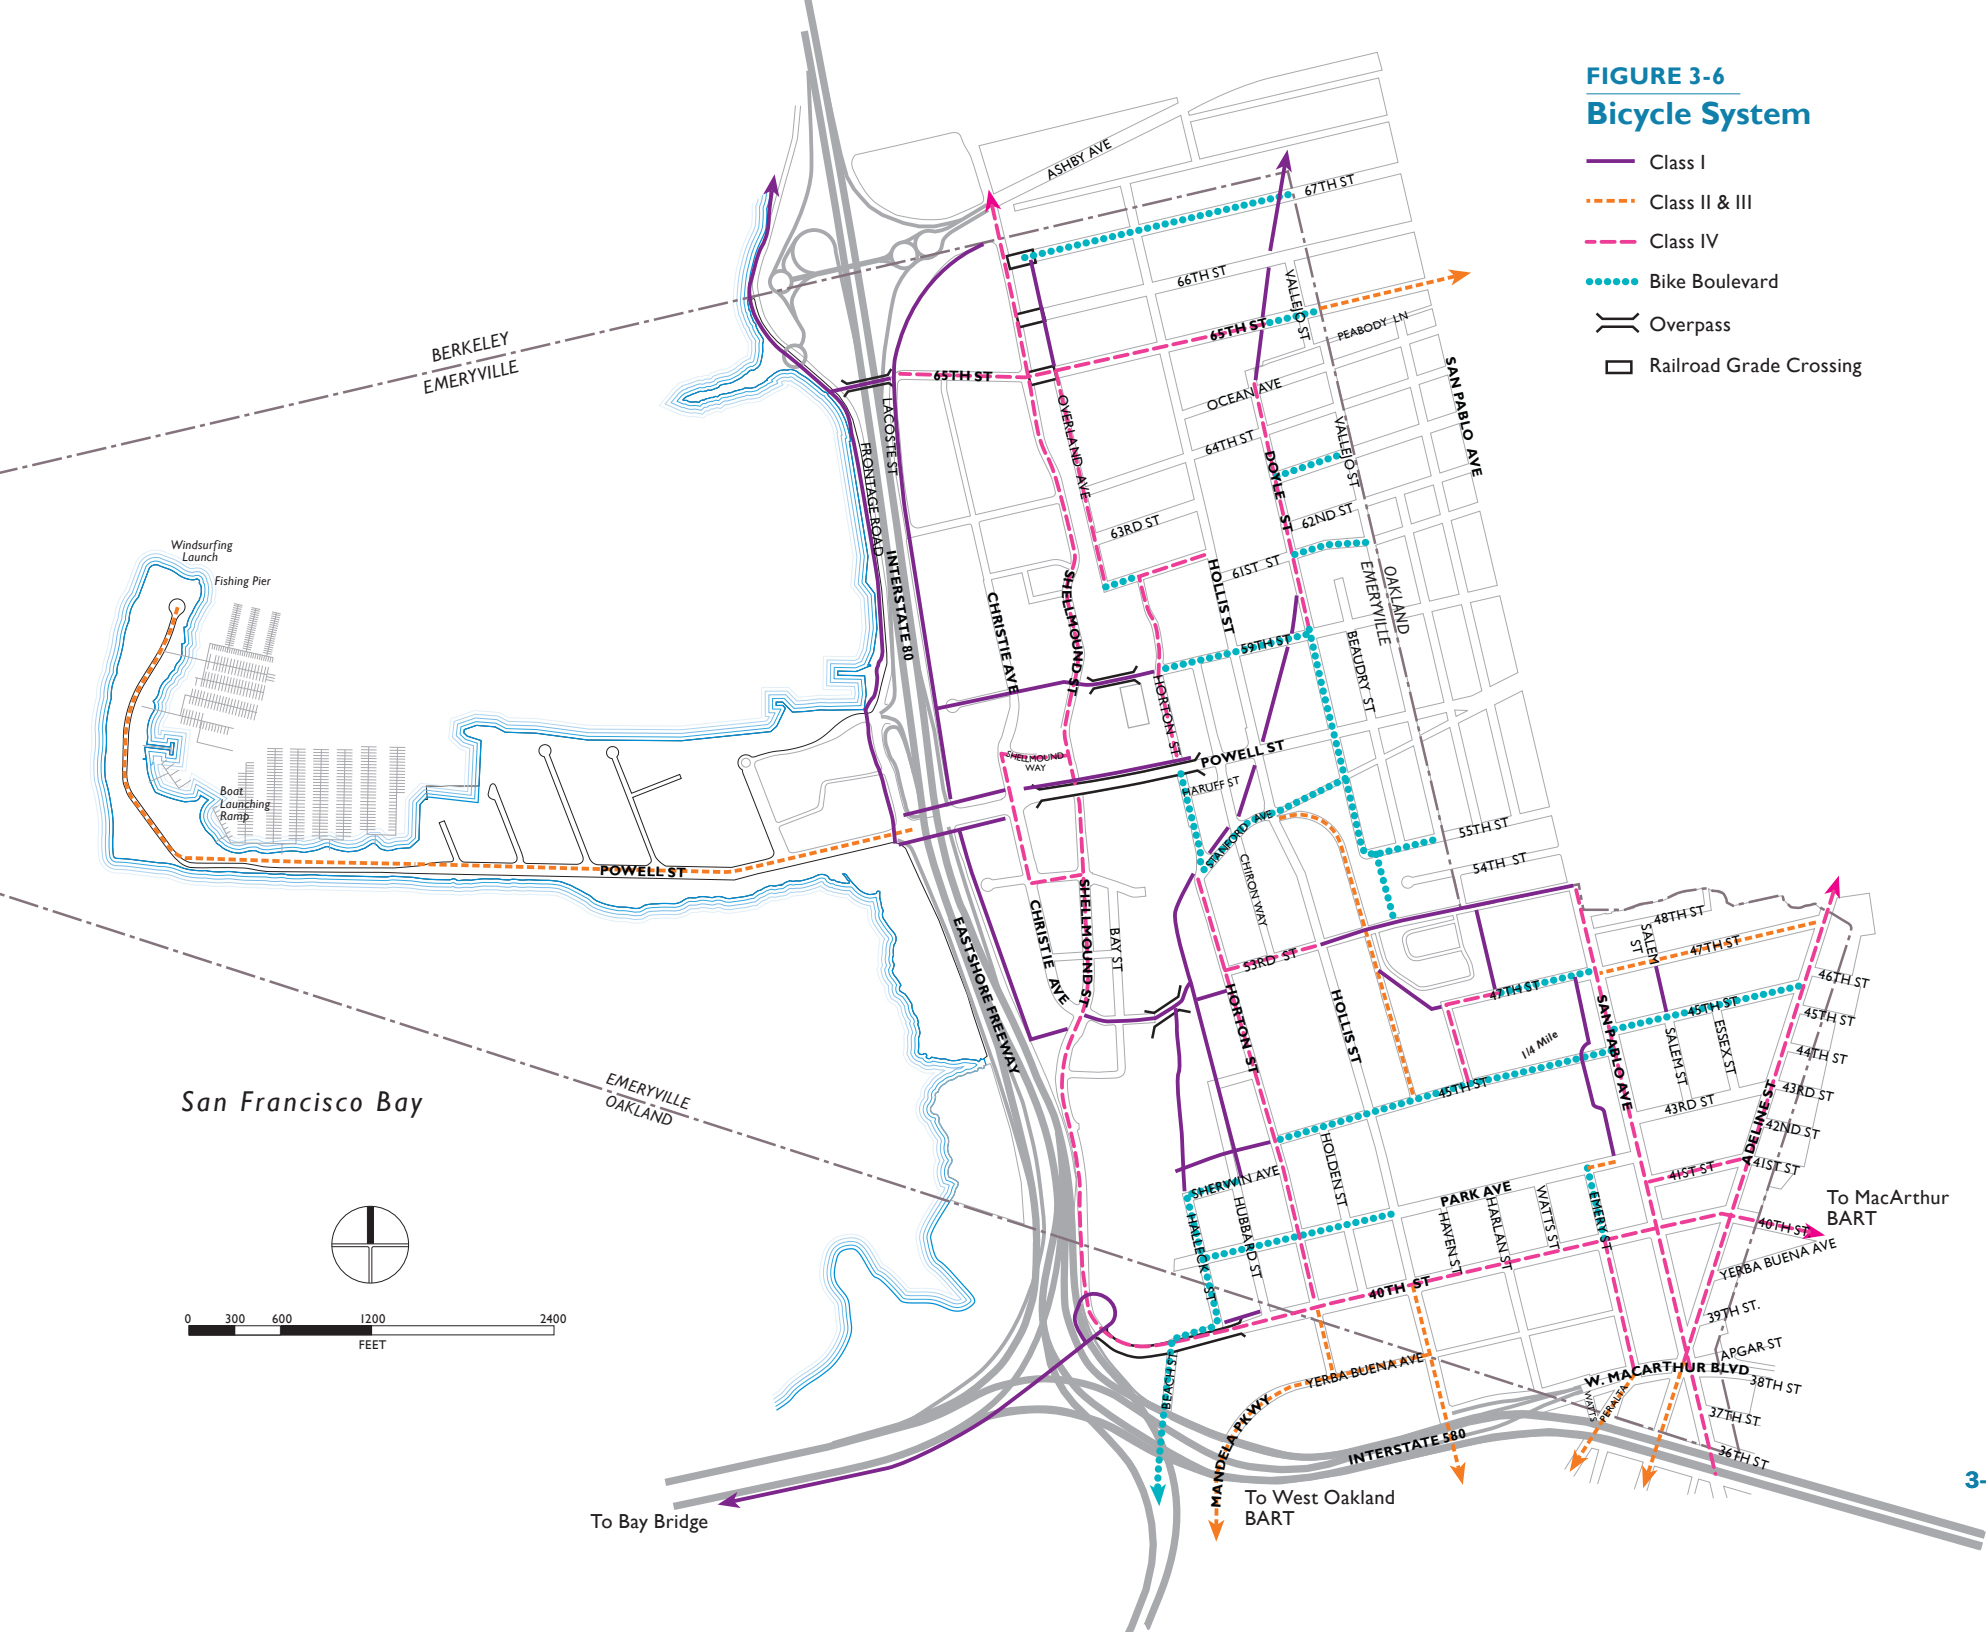 FIGURE 3-6
Bicycle System
Class I
Class II & III
Class IV
Bike Boulevard
Overpass
Railroad Grade Crossing
ASHBY AVE
67TH ST
66TH ST
VALLEJO ST
65TH ST
PEABODY LN
BERKELEY
EMERYVILLE
65TH ST
OCEAN AVE
SAN PABLO AVE
LACOSTE ST
OVERLAND AVE
64TH ST
VALLEJO ST
FRONTAGE ROAD
DOYLE ST
62ND ST
63RD ST
61ST ST
Windsurfing
Launch
Fishing Pier
INTERSTATE 80
CHRISTIE AVE
SHELLMOUND ST
HOLLIS ST
OAKLAND
EMERYVILLE
59TH ST
BEAUDRY ST
HORTON ST
SHELLMOUND
WAY
POWELL ST
HARUFF ST
Boat
Launching
Ramp
STANFORD AVE
55TH ST
54TH ST
CHIRON WAY
POWELL ST
CHRISTIE AVE
SHELLMOUND ST
BAY ST
EASTSHORE FREEWAY
53RD ST
48TH ST
SALEM
ST
47TH ST
46TH ST
47TH ST
45TH ST
45TH ST
HORTON ST
HOLLIS ST
SAN PABLO AVE
1/4 Mile
SALEM ST
ESSEX ST
44TH ST
45TH ST
43RD ST
43RD ST
42ND ST
ADELINE ST
San Francisco Bay
EMERYVILLE
OAKLAND
HOLDEN ST
SHERWIN AVE
PARK AVE
41ST ST
41ST ST
HALLECK ST
HUBBARD ST
HAVEN ST
HARLAN ST
WATTS ST
EMERY ST
To MacArthur
BART
40TH ST
YERBA BUENA AVE
40TH ST
39TH ST.
0 300 600 1200 2400
FEET
APGAR ST
W. MACARTHUR BLVD
38TH ST
YERBA BUENA AVE
BEACH ST
WATTS
PERALTA
37TH ST
MANDELA PKWY
INTERSTATE 580
36TH ST
3-
To West Oakland
BART
To Bay Bridge